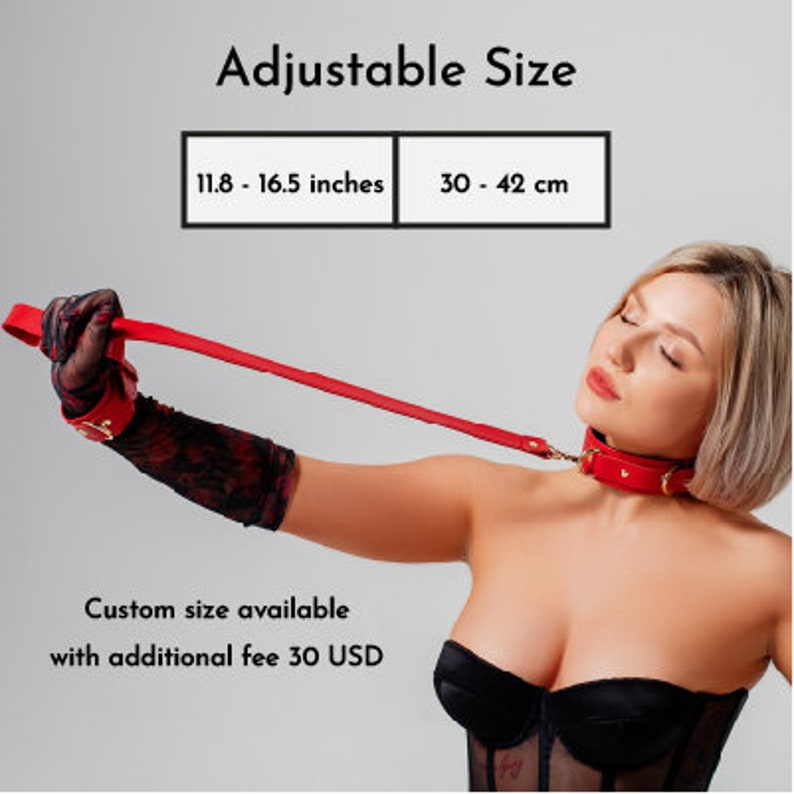 Adjustable Size
11.8 - 16.5 inches
30 - 42 cm
Custom size available
with additional fee 30 USD